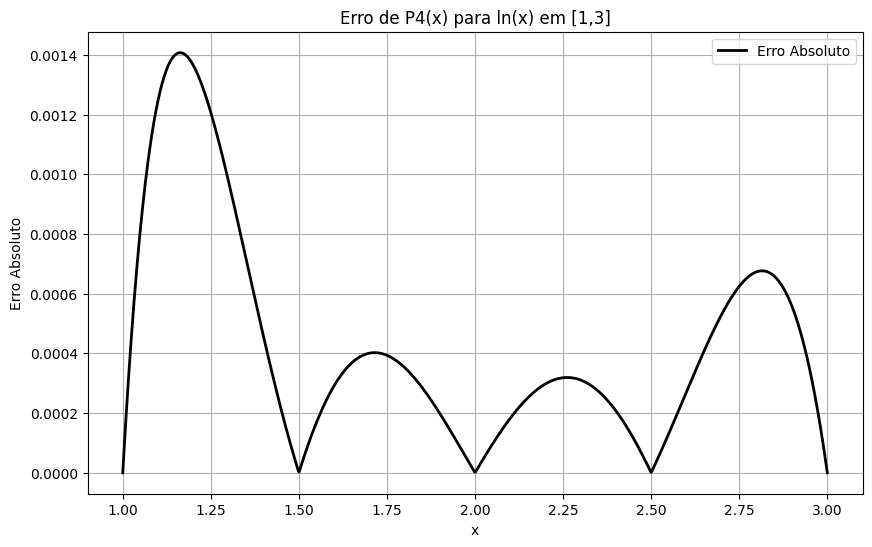 Erro de P4(x) para ln(x) em [1,3]
Erro Absoluto
0.0014
0.0012
0.0010
0.0008
0.0006
0.0004
0.0002
0.0000
Erro Absoluto
1.00 1.25 1.50 1.75 2.00 2.25 2.50 2.75 3.00
x